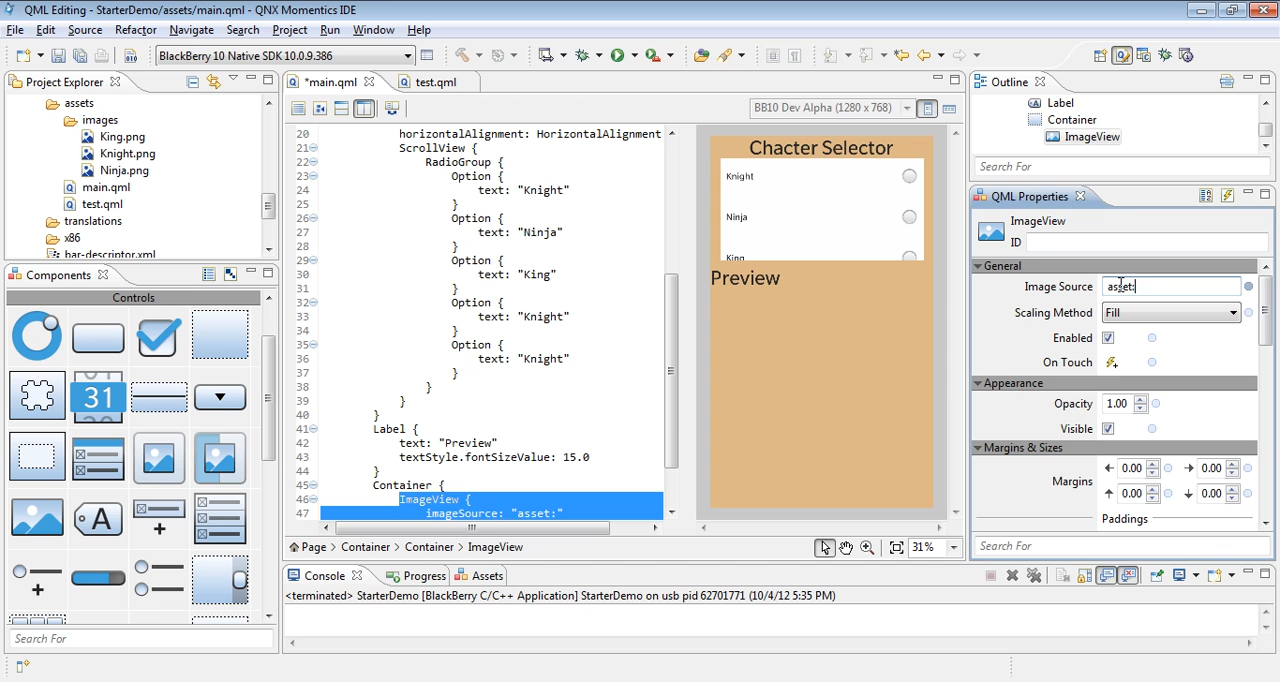 QML Editing - StarterDemo/assets/main.qml - QNX Momentics IDE
File Edit Source Refactor Navigate Search Project Run Window Help
BlackBerry 10 Native SDK 10.0.9.386
Project Explorer
assets
images
King.png
Knight.png
Ninja.png
main.qml
test.qml
translations
x86
bar-descriptor.xml
Components
Controls
31
A
Search For
*main.qml test.qml
BB10 Dev Alpha (1280 x 768)
20 horizontalAlignment: HorizontalAlignment
21 ScrollView {
22 RadioGroup {
23 Option {
24 text: "Knight"
25 }
26 Option {
27 text: "Ninja"
28 }
29 Option {
30 text: "King"
31 }
32 Option {
33 text: "Knight"
34 }
35 Option {
36 text: "Knight"
37 }
38 }
39 }
40 }
41 Label {
42 text: "Preview"
43 textStyle.fontSizeValue: 15.0
44 }
45 Container {
46 ImageView {
47 imageSource: "asset:"
Chacter Selector
Knight
Ninja
King
Preview
Page > Container > Container > ImageView
31%
Console Progress Assets
<terminated> StarterDemo [BlackBerry C/C++ Application] StarterDemo on usb pid 62701771 (10/4/12 5:35 PM)
Outline
Label
Container
ImageView
Search For
QML Properties
ImageView
ID
General
Image Source asset:
Scaling Method Fill
Enabled
On Touch
Appearance
Opacity 1.00
Visible
Margins & Sizes
0.00 0.00
Margins
0.00 0.00
Paddings
Search For